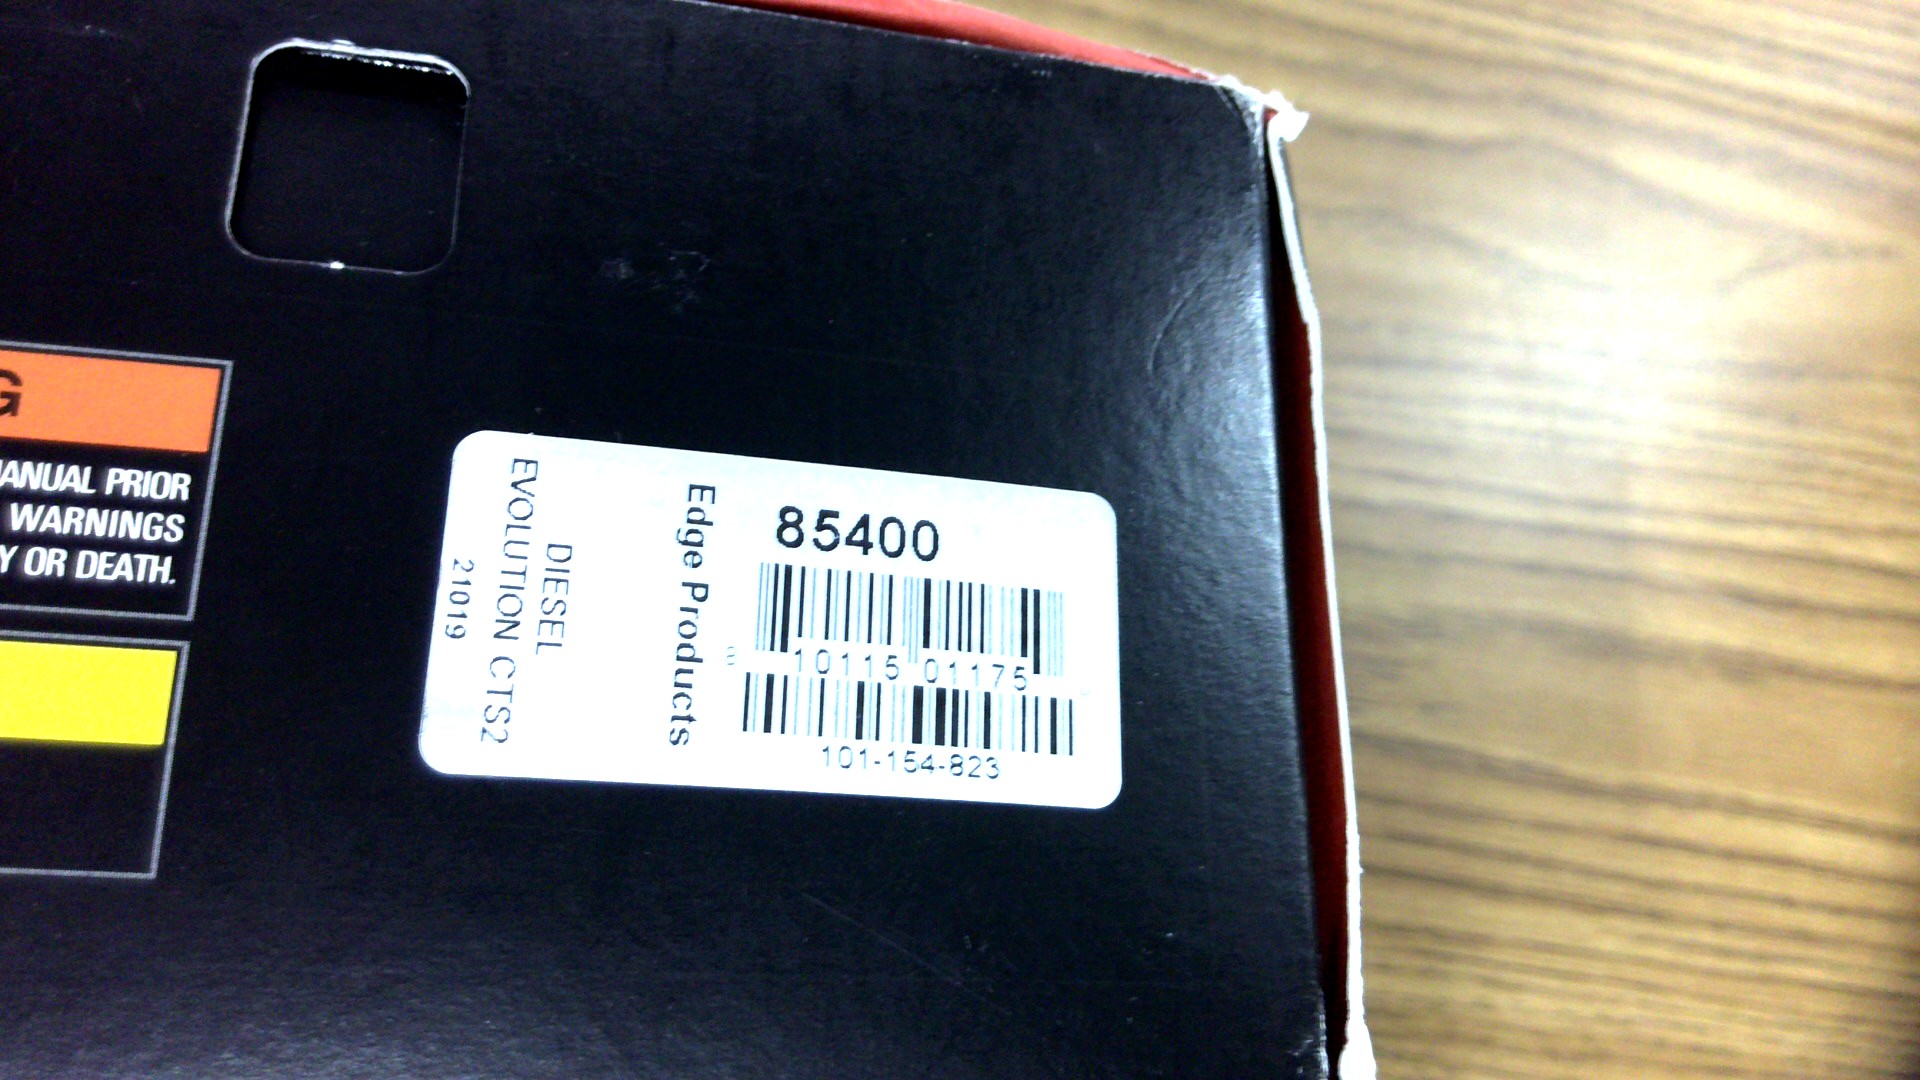 G
ANUAL PRIOR
WARNINGS
Y OR DEATH.
85400
10115 01175
101-154-823
Edge Products
DIESEL
EVOLUTION CTS2
21019